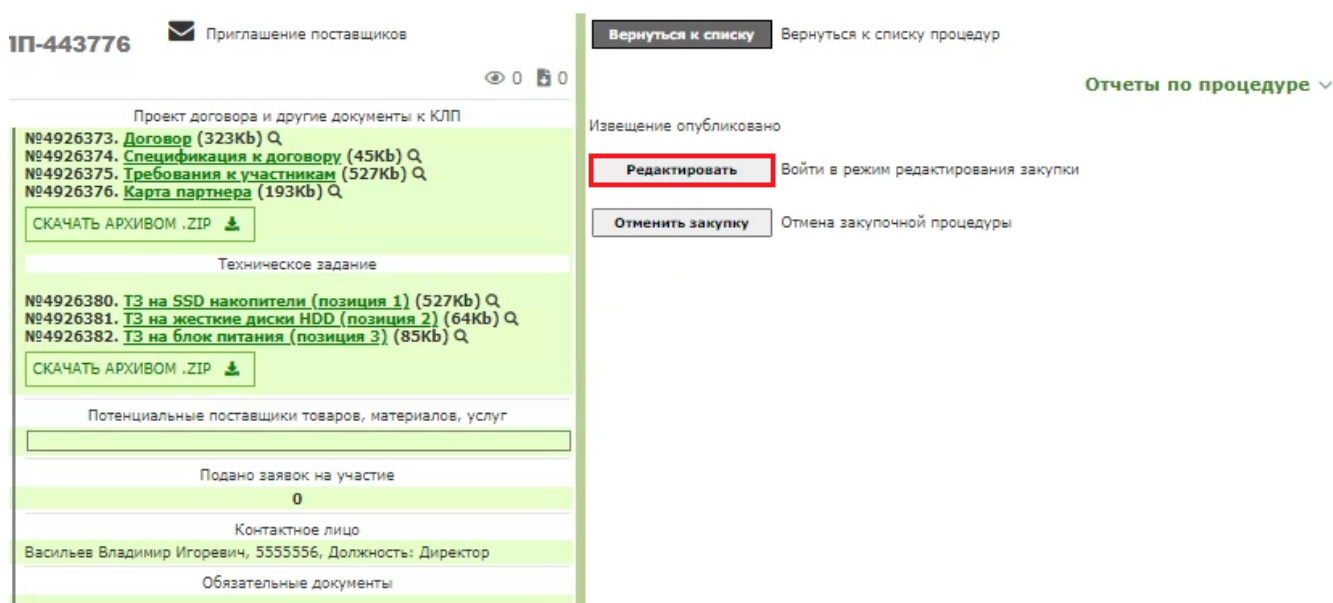 ЛП-443776
Приглашение поставщиков
0 0
Проект договора и другие документы к КЛП
№4926373. Договор (323Kb)
№4926374. Спецификация к договору (45Kb)
№4926375. Требования к участникам (527Kb)
№4926376. Карта партнера (193Kb)
СКАЧАТЬ АРХИВОМ .ZIP
Техническое задание
№4926380. ТЗ на SSD накопители (позиция 1) (527Kb)
№4926381. ТЗ на жесткие диски HDD (позиция 2) (64Kb)
№4926382. ТЗ на блок питания (позиция 3) (85Kb)
СКАЧАТЬ АРХИВОМ .ZIP
Потенциальные поставщики товаров, материалов, услуг
Подано заявок на участие
0
Контактное лицо
Васильев Владимир Игоревич, 5555556, Должность: Директор
Обязательные документы
Вернуться к списку Вернуться к списку процедур
Отчеты по процедуре
Извещение опубликовано
Редактировать Войти в режим редактирования закупки
Отменить закупку Отмена закупочной процедуры